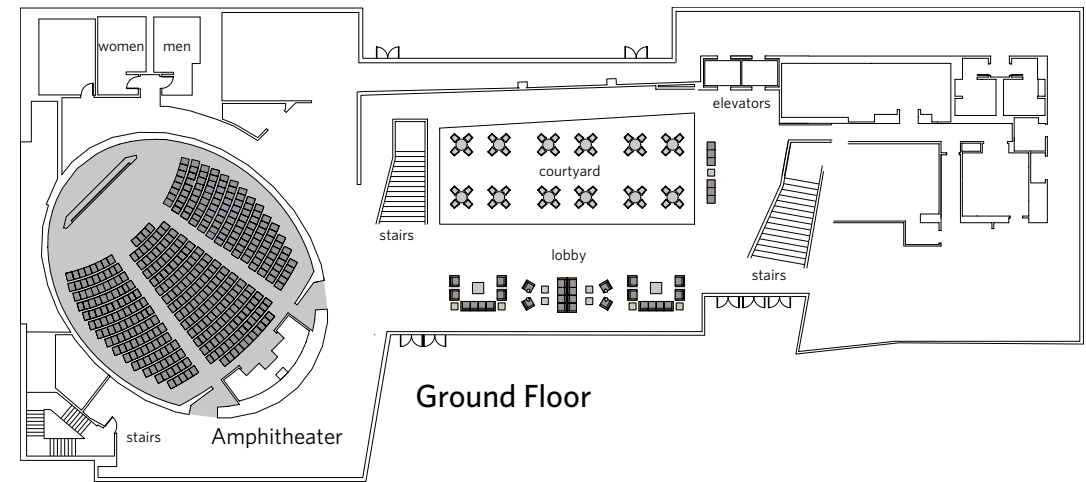 women
men
elevators
courtyard
stairs
lobby
stairs
Ground Floor
stairs
Amphitheater